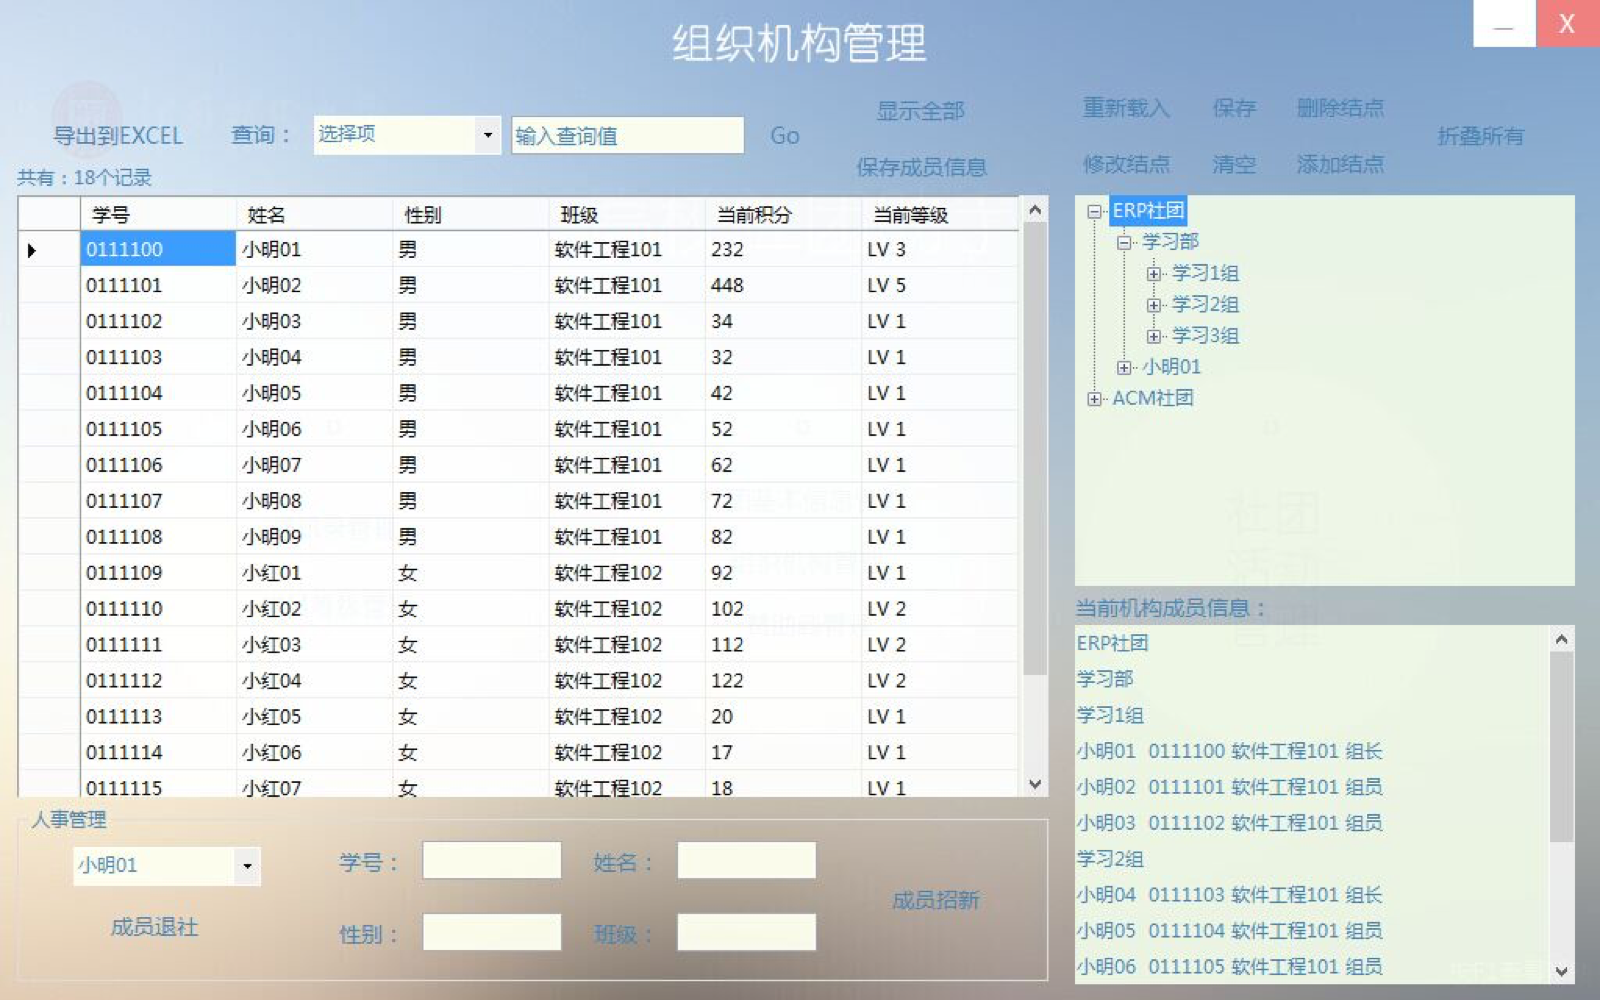 组织机构管理
X
导出到EXCEL 查询： 选择项 输入查询值 Go
显示全部
保存成员信息
重新载入 保存 删除结点
修改结点 清空 添加结点
折叠所有
共有：18个记录
学号 姓名 性别 班级 当前积分 当前等级
0111100 小明01 男 软件工程101 232 LV 3
0111101 小明02 男 软件工程101 448 LV 5
0111102 小明03 男 软件工程101 34 LV 1
0111103 小明04 男 软件工程101 32 LV 1
0111104 小明05 男 软件工程101 42 LV 1
0111105 小明06 男 软件工程101 52 LV 1
0111106 小明07 男 软件工程101 62 LV 1
0111107 小明08 男 软件工程101 72 LV 1
0111108 小明09 男 软件工程101 82 LV 1
0111109 小红01 女 软件工程102 92 LV 1
0111110 小红02 女 软件工程102 102 LV 2
0111111 小红03 女 软件工程102 112 LV 2
0111112 小红04 女 软件工程102 122 LV 2
0111113 小红05 女 软件工程102 20 LV 1
0111114 小红06 女 软件工程102 17 LV 1
0111115 小红07 女 软件工程102 18 LV 1
ERP社团
学习部
学习1组
学习2组
学习3组
小明01
ACM社团
社团
活动
管理
当前机构成员信息：
ERP社团
学习部
学习1组
小明01 0111100 软件工程101 组长
小明02 0111101 软件工程101 组员
小明03 0111102 软件工程101 组员
学习2组
小明04 0111103 软件工程101 组长
小明05 0111104 软件工程101 组员
小明06 0111105 软件工程101 组员
人事管理
小明01
成员退社
学号： 姓名：
性别： 班级：
成员招新